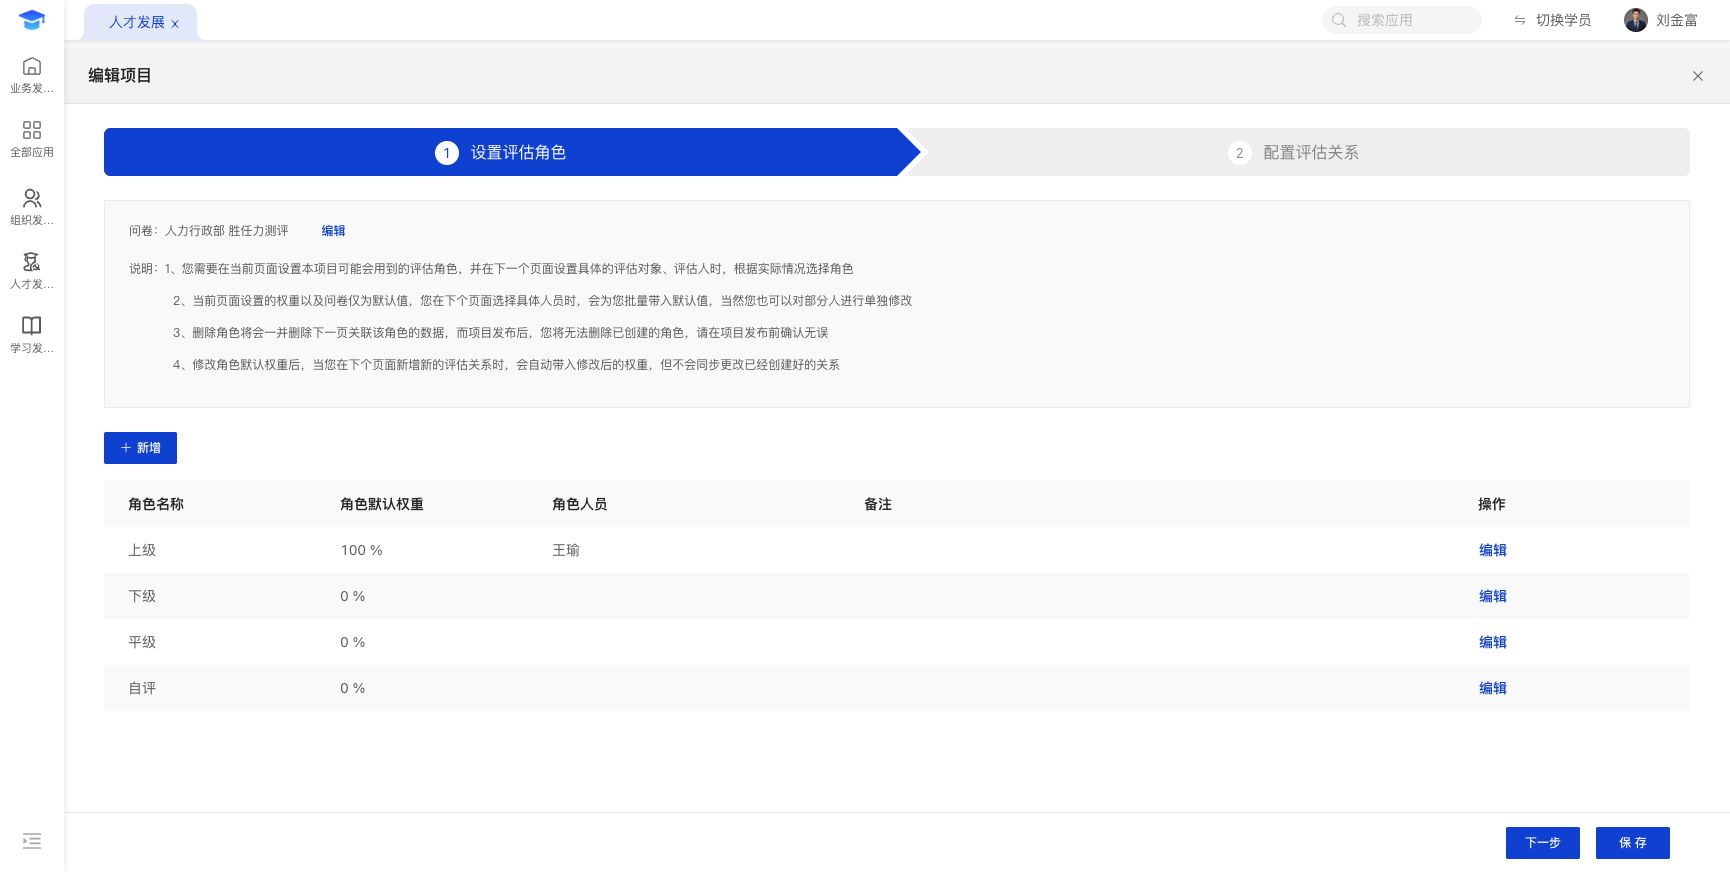 人才发展 x
搜索应用
切换学员
刘金富
业务发...
全部应用
组织发...
人才发...
学习发...
编辑项目
1 设置评估角色
2 配置评估关系
问卷：人力行政部 胜任力测评 编辑
说明：1、您需要在当前页面设置本项目可能会用到的评估角色，并在下一个页面设置具体的评估对象、评估人时，根据实际情况选择角色
2、当前页面设置的权重以及问卷仅为默认值，您在下个页面选择具体人员时，会为您批量带入默认值，当然您也可以对部分人进行单独修改
3、删除角色将会一并删除下一页关联该角色的数据，而项目发布后，您将无法删除已创建的角色，请在项目发布前确认无误
4、修改角色默认权重后，当您在下个页面新增新的评估关系时，会自动带入修改后的权重，但不会同步更改已经创建好的关系
+ 新增
角色名称 角色默认权重 角色人员 备注 操作
上级 100 % 王瑜 编辑
下级 0 % 编辑
平级 0 % 编辑
自评 0 % 编辑
下一步
保 存